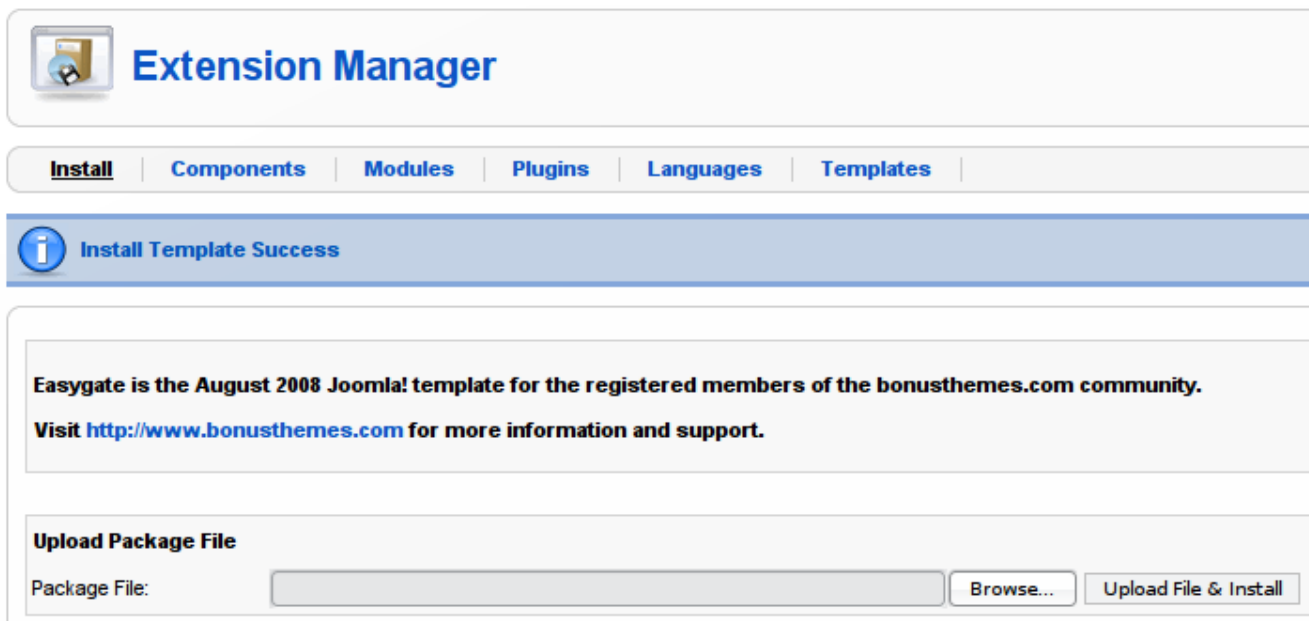 Extension Manager
Install Components Modules Plugins Languages Templates
Install Template Success
Easygate is the August 2008 Joomla! template for the registered members of the bonusthemes.com community.
Visit http://www.bonusthemes.com for more information and support.
Upload Package File
Package File: Browse... Upload File & Install